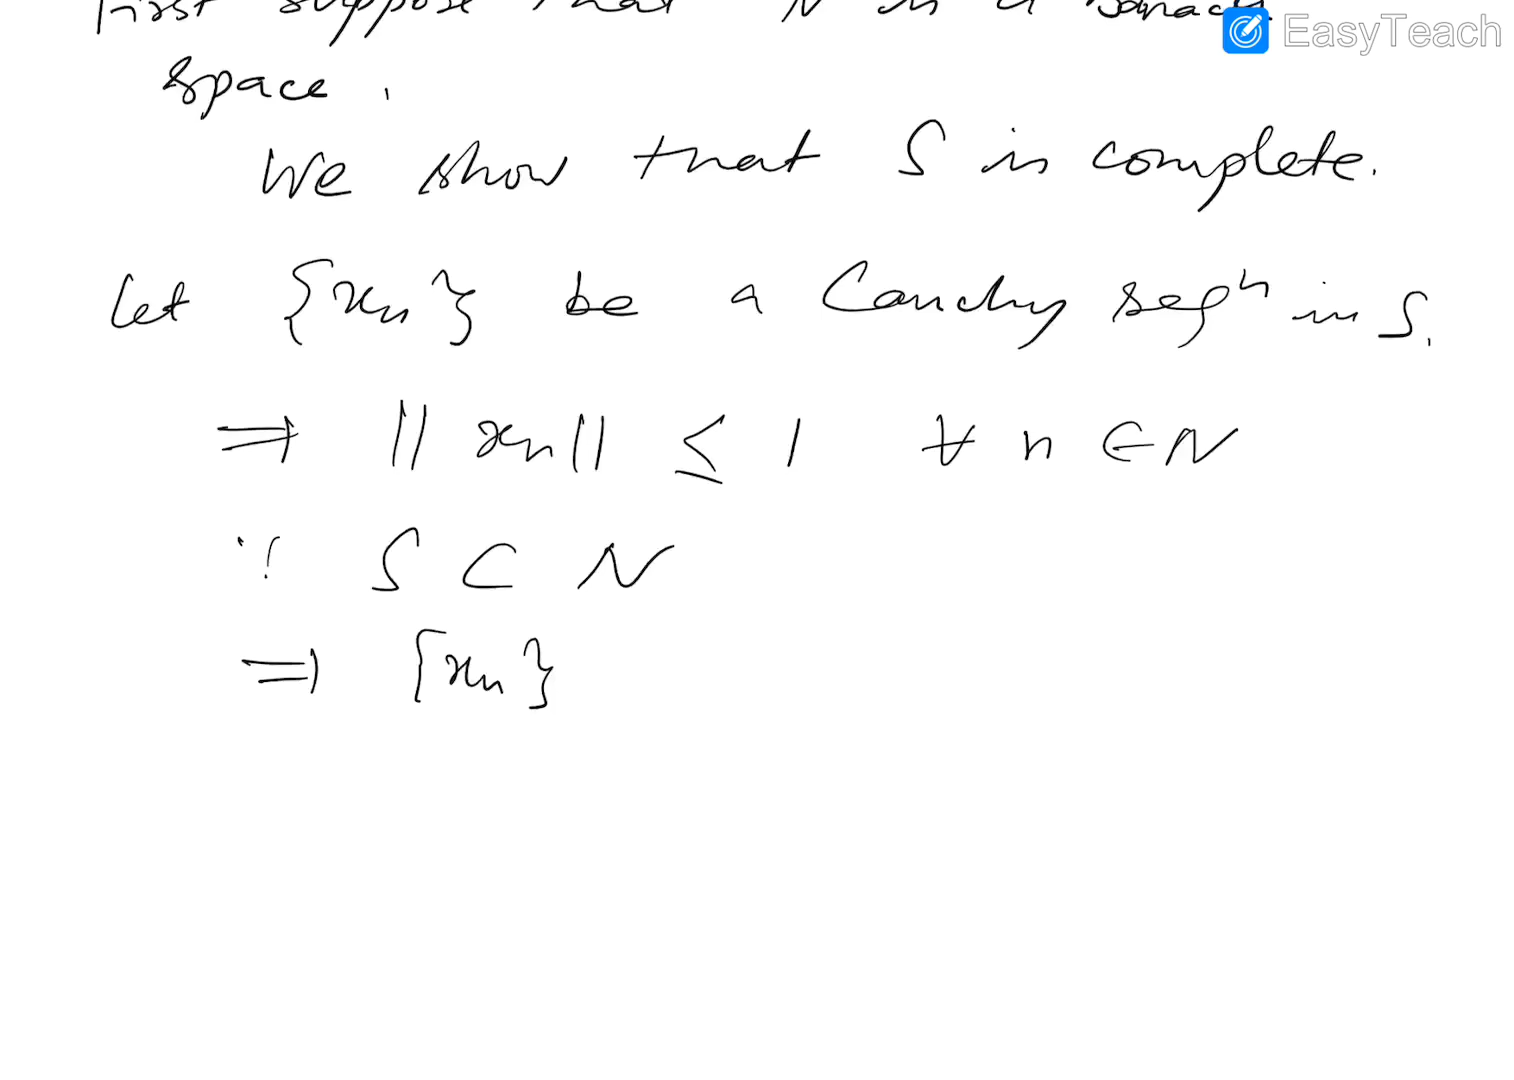 First suppose that N is a Banach
EasyTeach
space.
We show that S is complete.
Let {xn} be a Cauchy seqn in S.
⇒ ||xn|| ≤ 1 ∀ n ∈ N
∵ S ⊂ N
⇒ {xn}